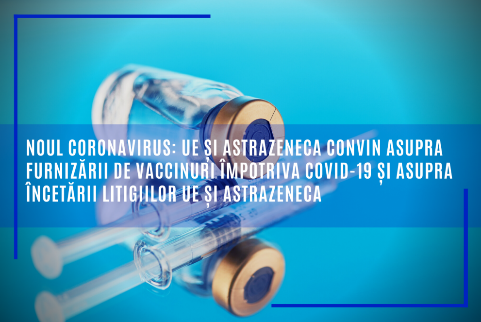 NOUL CORONAVIRUS: UE ȘI ASTRAZENECA CONVIN ASUPRA
FURNIZĂRII DE VACCINURI ÎMPOTRIVA COVID-19 ȘI ASUPRA
ÎNCETĂRII LITIGIILOR UE ȘI ASTRAZENECA